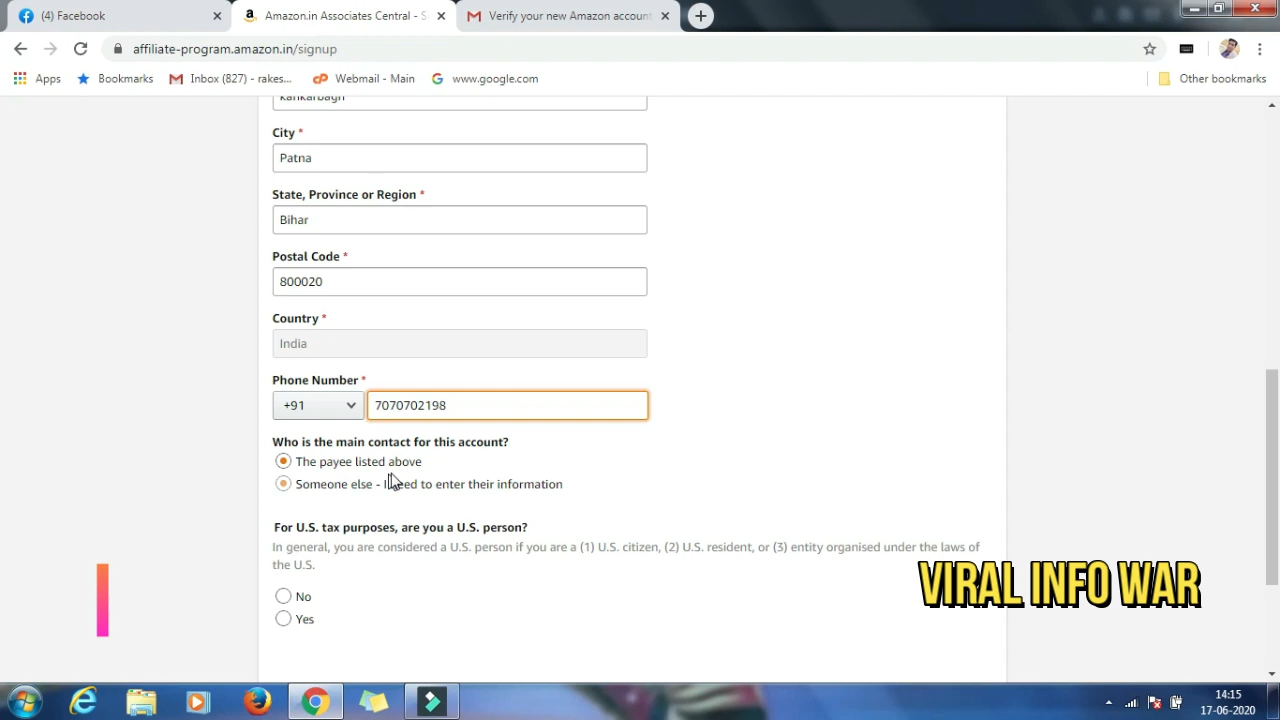 (4) Facebook
Amazon.in Associates Central - S
Verify your new Amazon account
affiliate-program.amazon.in/signup
Apps
Bookmarks
Inbox (827) - rakes...
Webmail - Main
www.google.com
Other bookmarks
kankarbagh
City *
Patna
State, Province or Region *
Bihar
Postal Code *
800020
Country *
India
Phone Number *
+91
7070702198
Who is the main contact for this account?
The payee listed above
Someone else - I need to enter their information
For U.S. tax purposes, are you a U.S. person?
In general, you are considered a U.S. person if you are a (1) U.S. citizen, (2) U.S. resident, or (3) entity organised under the laws of
the U.S.
No
Yes
VIRAL INFO WAR
14:15
17-06-2020